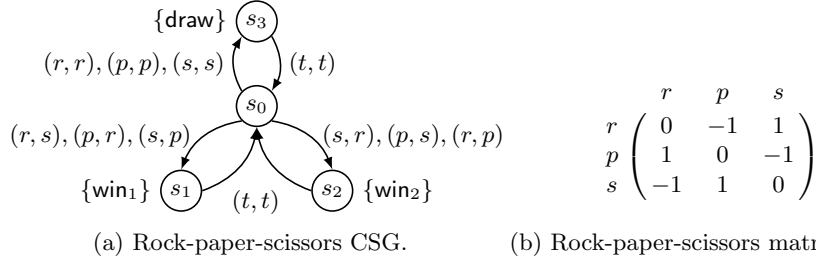 {draw} s₃
(r, r), (p, p), (s, s) (t, t)
s₀
(r, s), (p, r), (s, p) (s, r), (p, s), (r, p)
{win₁} s₁ (t, t) s₂ {win₂}
(a) Rock-paper-scissors CSG.
r p s
r 0 −1 1
p 1 0 −1
s −1 1 0
(b) Rock-paper-scissors